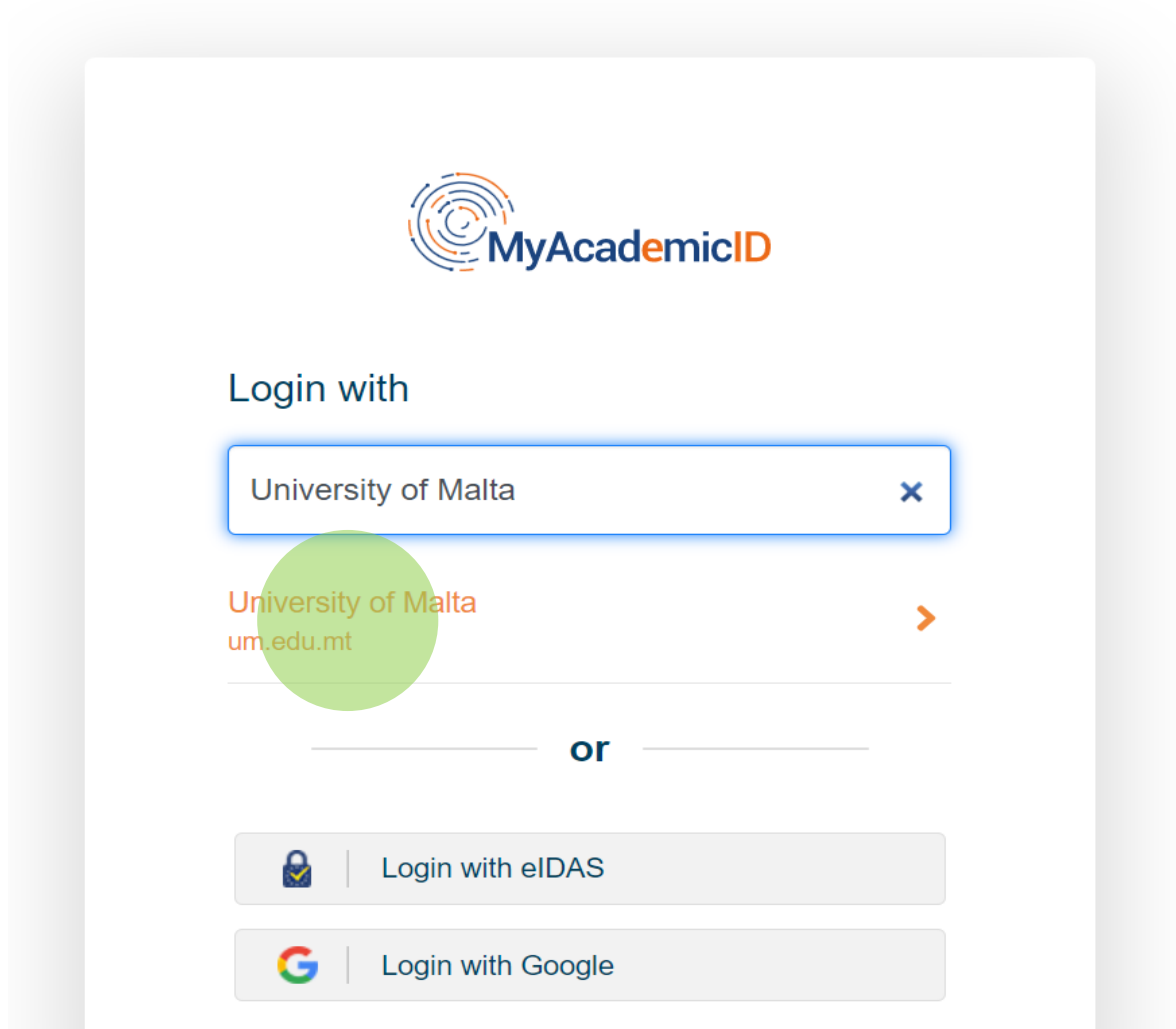 MyAcademicID
Login with
University of Malta
University of Malta
um.edu.mt
or
Login with eIDAS
Login with Google